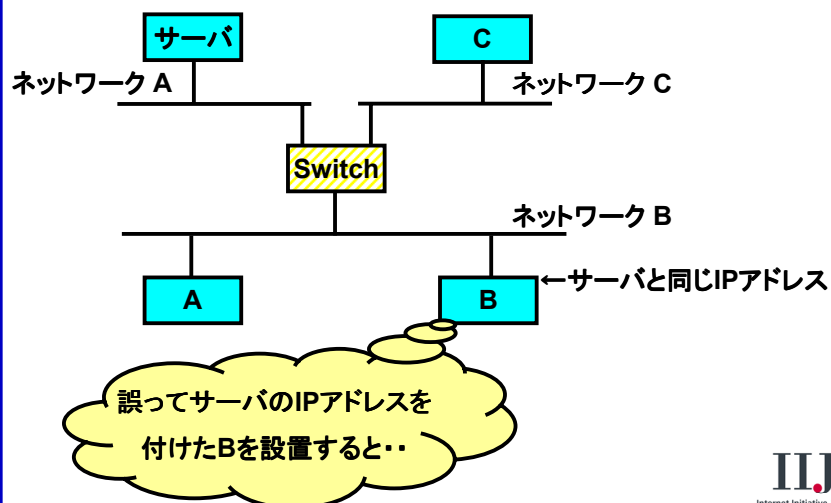 サーバ
C
ネットワーク A
ネットワーク C
Switch
ネットワーク B
A
B
←サーバと同じIPアドレス
誤ってサーバのIPアドレスを
付けたBを設置すると・・
IIJ
Internet Initiative